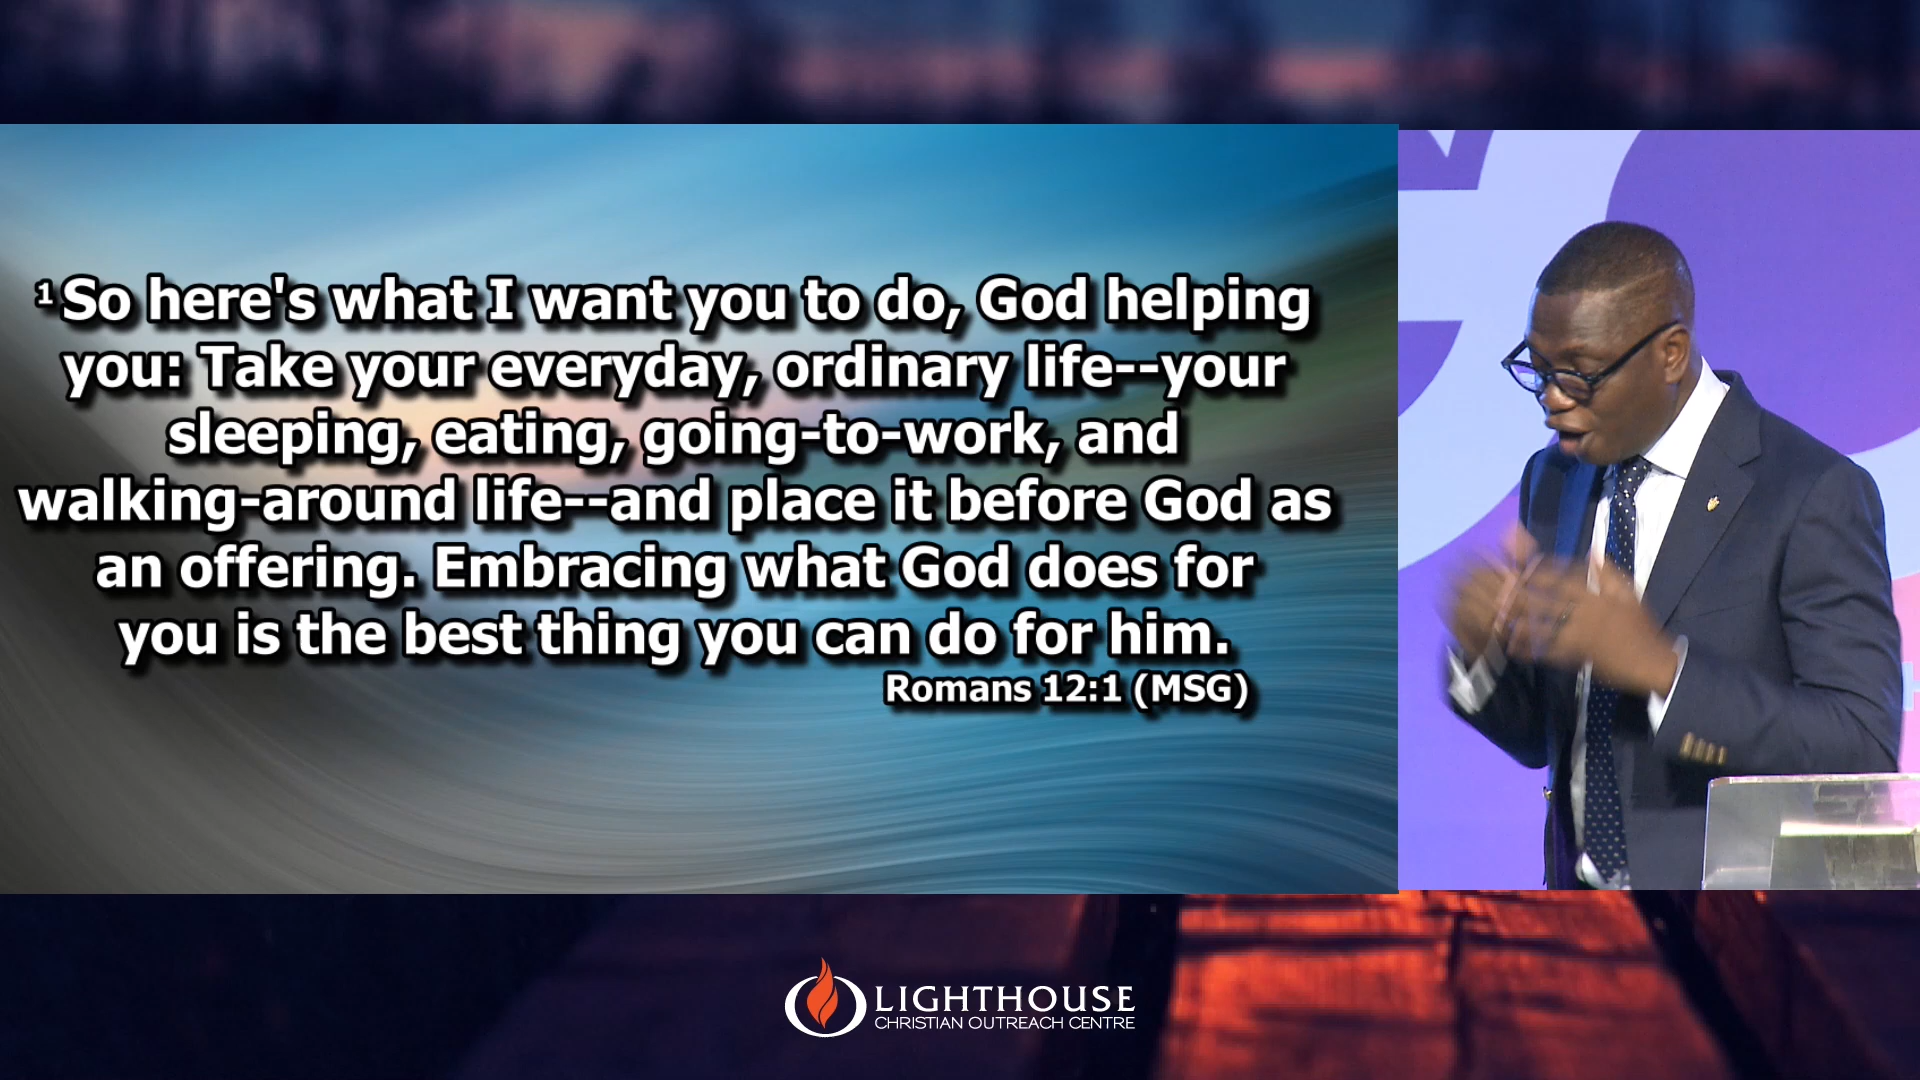 1 So here's what I want you to do, God helping
you: Take your everyday, ordinary life--your
sleeping, eating, going-to-work, and
walking-around life--and place it before God as
an offering. Embracing what God does for
you is the best thing you can do for him.
Romans 12:1 (MSG)
LIGHTHOUSE
CHRISTIAN OUTREACH CENTRE